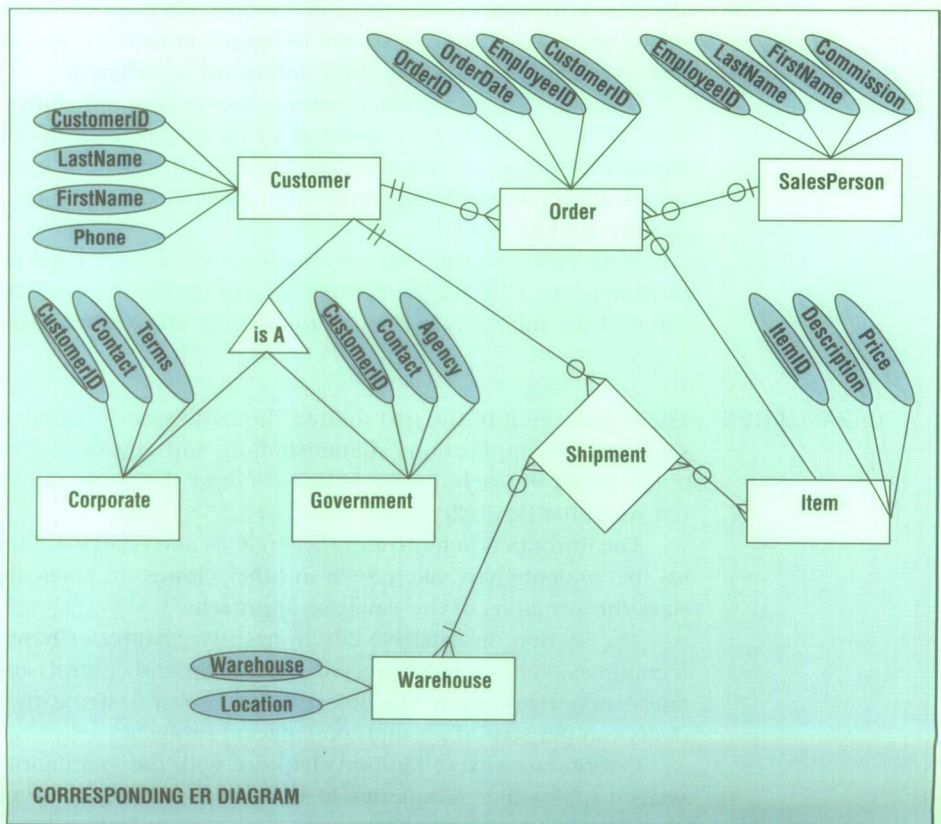 OrderID
OrderDate
EmployeeID
CustomerID
EmployeeID
LastName
FirstName
Commission
CustomerID
LastName
FirstName
Phone
Customer
Order
SalesPerson
CustomerID
Contact
Terms
is A
CustomerID
Contact
Agency
ItemID
Description
Price
Corporate
Government
Shipment
Item
Warehouse
Location
Warehouse
CORRESPONDING ER DIAGRAM